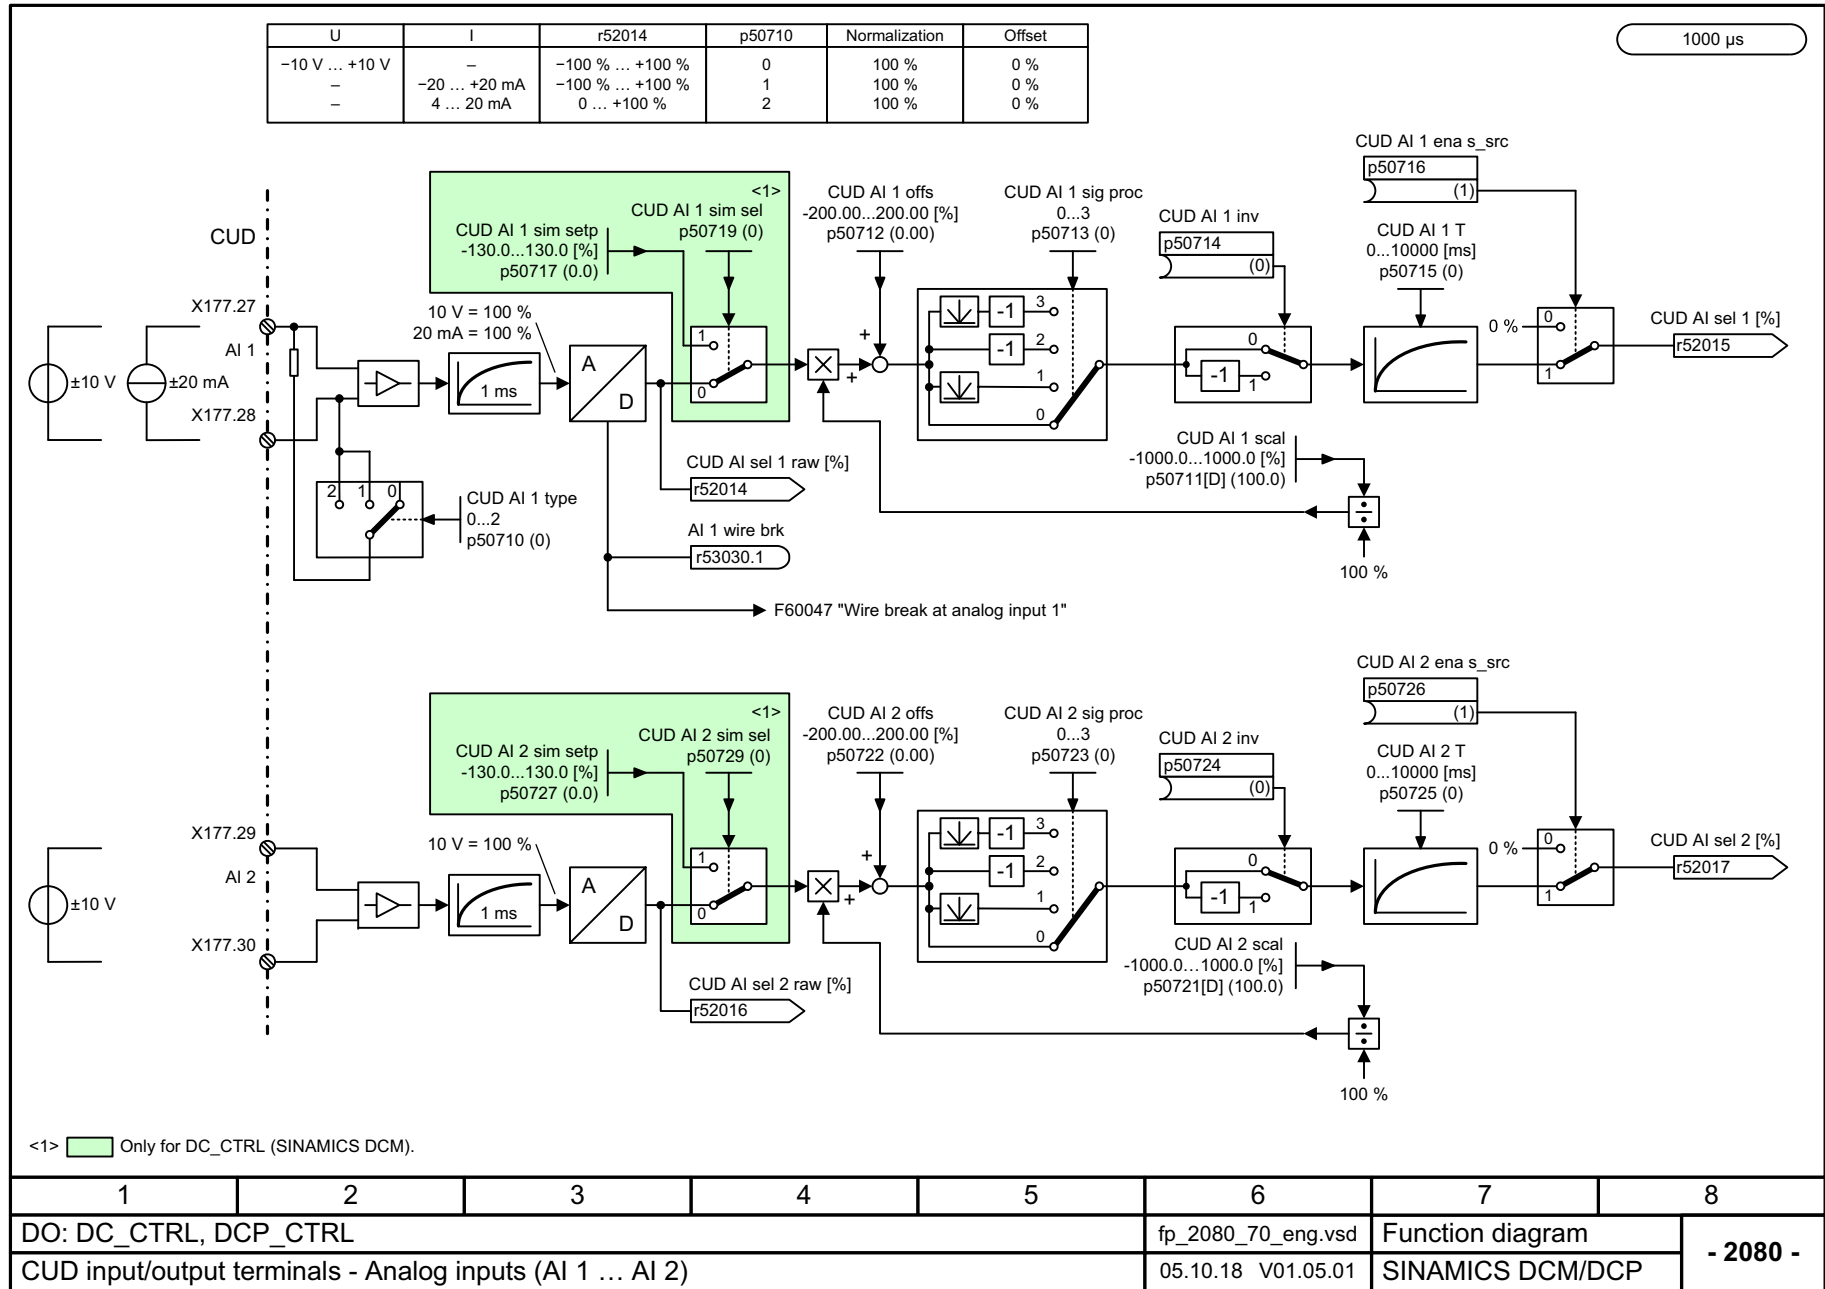 U I r52014 p50710 Normalization Offset
−10 V … +10 V – −100 % … +100 % 0 100 % 0 %
– −20 … +20 mA −100 % … +100 % 1 100 % 0 %
– 4 … 20 mA 0 … +100 % 2 100 % 0 %
1000 µs
CUD
X177.27
AI 1
X177.28
±10 V
±20 mA
2 1 0
CUD AI 1 type
0...2
p50710 (0)
10 V = 100 %
20 mA = 100 %
1 ms
A
D
<1>
CUD AI 1 sim setp
-130.0...130.0 [%]
p50717 (0.0)
CUD AI 1 sim sel
p50719 (0)
1
0
CUD AI sel 1 raw [%]
r52014
AI 1 wire brk
r53030.1
F60047 "Wire break at analog input 1"
CUD AI 1 offs
-200.00...200.00 [%]
p50712 (0.00)
+
+
CUD AI 1 sig proc
0...3
p50713 (0)
-1 3
-1 2
1
0
CUD AI 1 inv
p50714
(0)
0
-1 1
CUD AI 1 scal
-1000.0...1000.0 [%]
p50711[D] (100.0)
÷
100 %
CUD AI 1 T
0...10000 [ms]
p50715 (0)
CUD AI 1 ena s_src
p50716
(1)
0 % 0
1
CUD AI sel 1 [%]
r52015
X177.29
AI 2
X177.30
±10 V
10 V = 100 %
1 ms
A
D
<1>
CUD AI 2 sim setp
-130.0...130.0 [%]
p50727 (0.0)
CUD AI 2 sim sel
p50729 (0)
1
0
CUD AI sel 2 raw [%]
r52016
CUD AI 2 offs
-200.00...200.00 [%]
p50722 (0.00)
+
+
CUD AI 2 sig proc
0...3
p50723 (0)
-1 3
-1 2
1
0
CUD AI 2 inv
p50724
(0)
0
-1 1
CUD AI 2 scal
-1000.0…1000.0 [%]
p50721[D] (100.0)
÷
100 %
CUD AI 2 T
0...10000 [ms]
p50725 (0)
CUD AI 2 ena s_src
p50726
(1)
0 % 0
1
CUD AI sel 2 [%]
r52017
<1> Only for DC_CTRL (SINAMICS DCM).
1 2 3 4 5 6 7 8
DO: DC_CTRL, DCP_CTRL fp_2080_70_eng.vsd Function diagram
- 2080 -
CUD input/output terminals - Analog inputs (AI 1 … AI 2) 05.10.18 V01.05.01 SINAMICS DCM/DCP